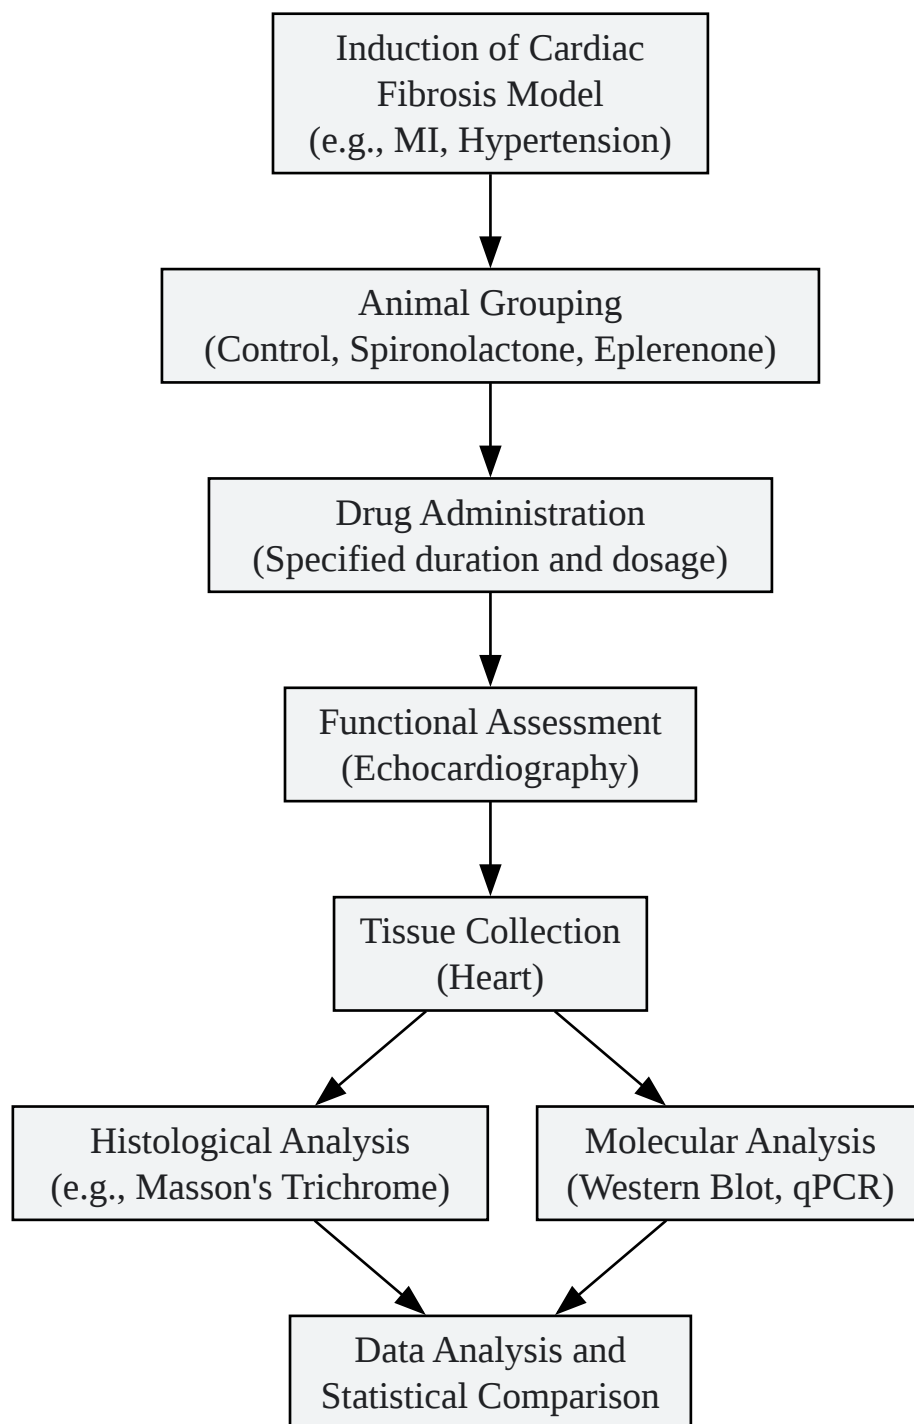 Induction of Cardiac
Fibrosis Model
(e.g., MI, Hypertension)
Animal Grouping
(Control, Spironolactone, Eplerenone)
Drug Administration
(Specified duration and dosage)
Functional Assessment
(Echocardiography)
Tissue Collection
(Heart)
Histological Analysis
(e.g., Masson's Trichrome)
Molecular Analysis
(Western Blot, qPCR)
Data Analysis and
Statistical Comparison